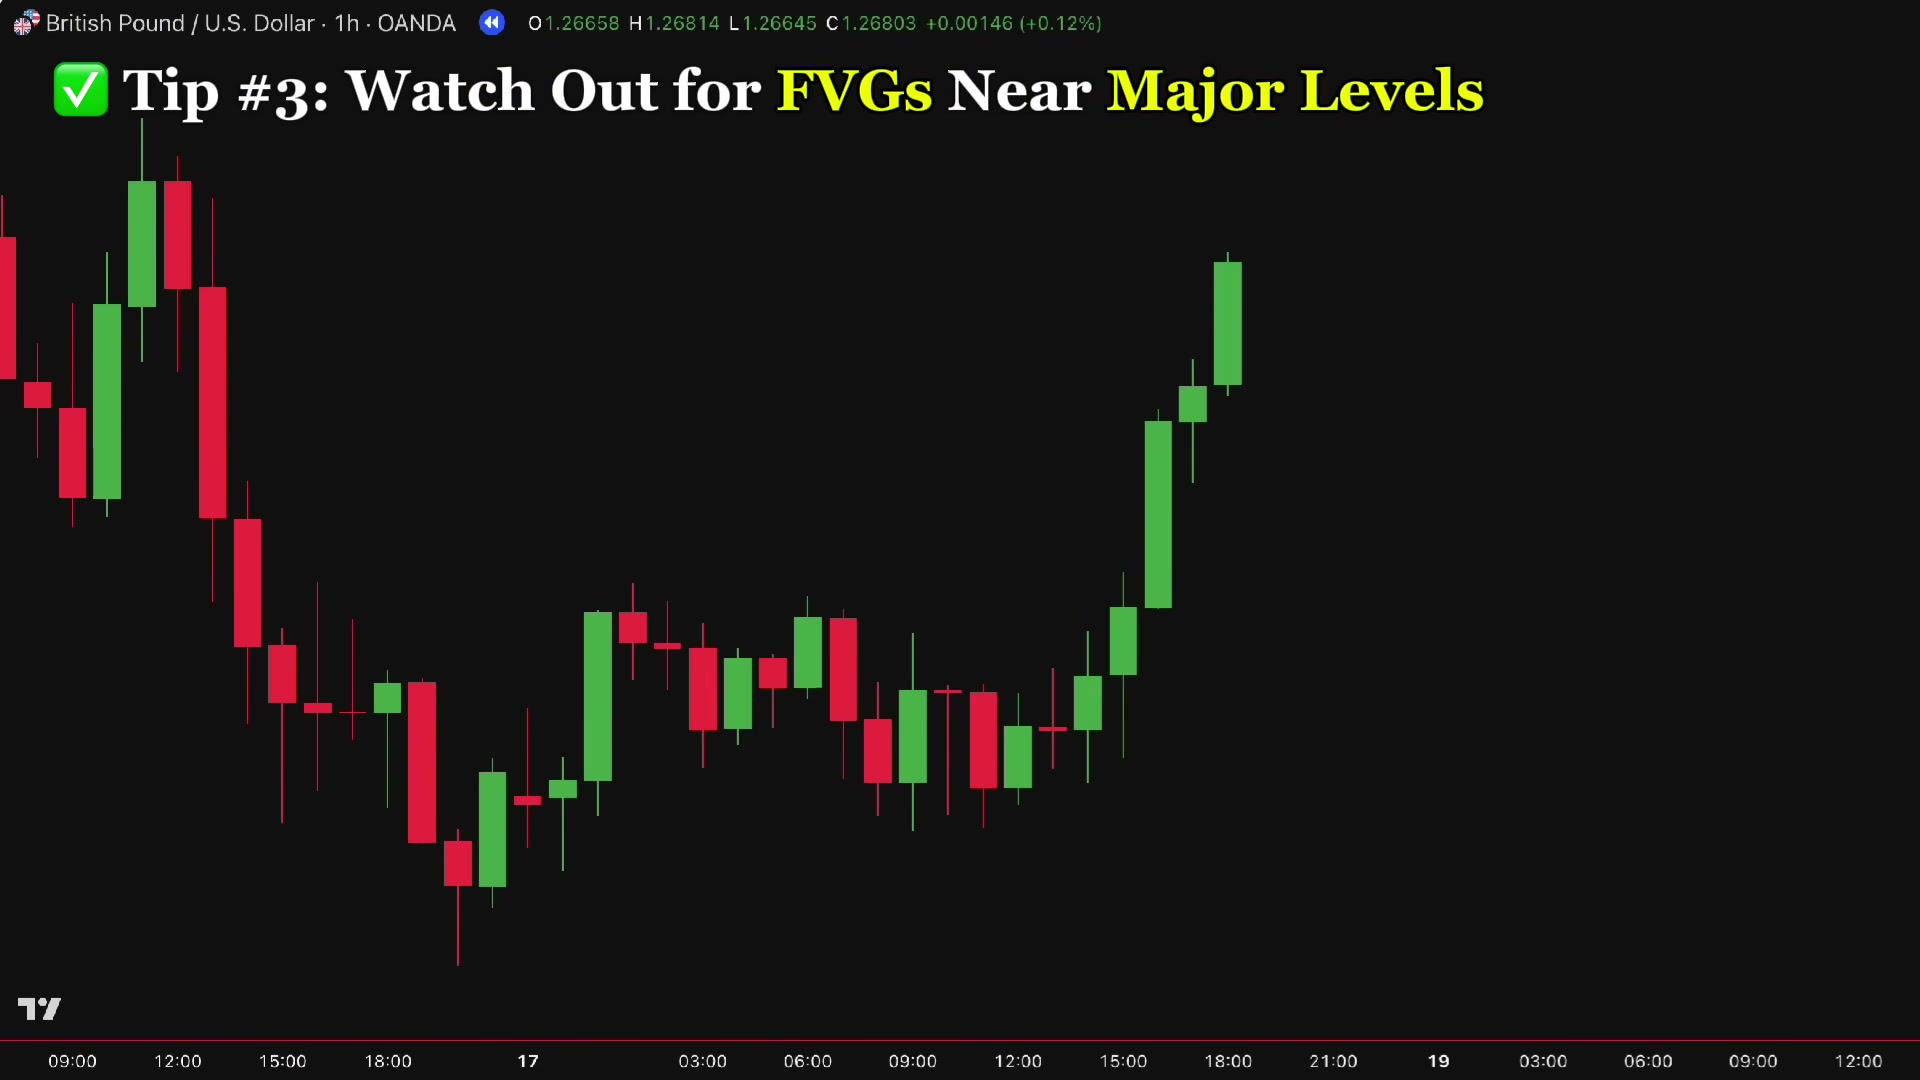 British Pound / U.S. Dollar · 1h · OANDA O1.26658 H1.26814 L1.26645 C1.26803 +0.00146 (+0.12%)
✅ Tip #3: Watch Out for FVGs Near Major Levels
09:00 12:00 15:00 18:00 17 03:00 06:00 09:00 12:00 15:00 18:00 21:00 19 03:00 06:00 09:00 12:00